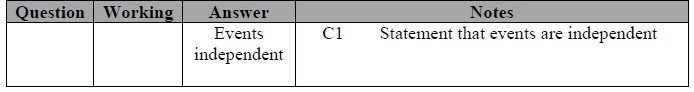 Question Working Answer Notes
Events C1 Statement that events are independent
independent